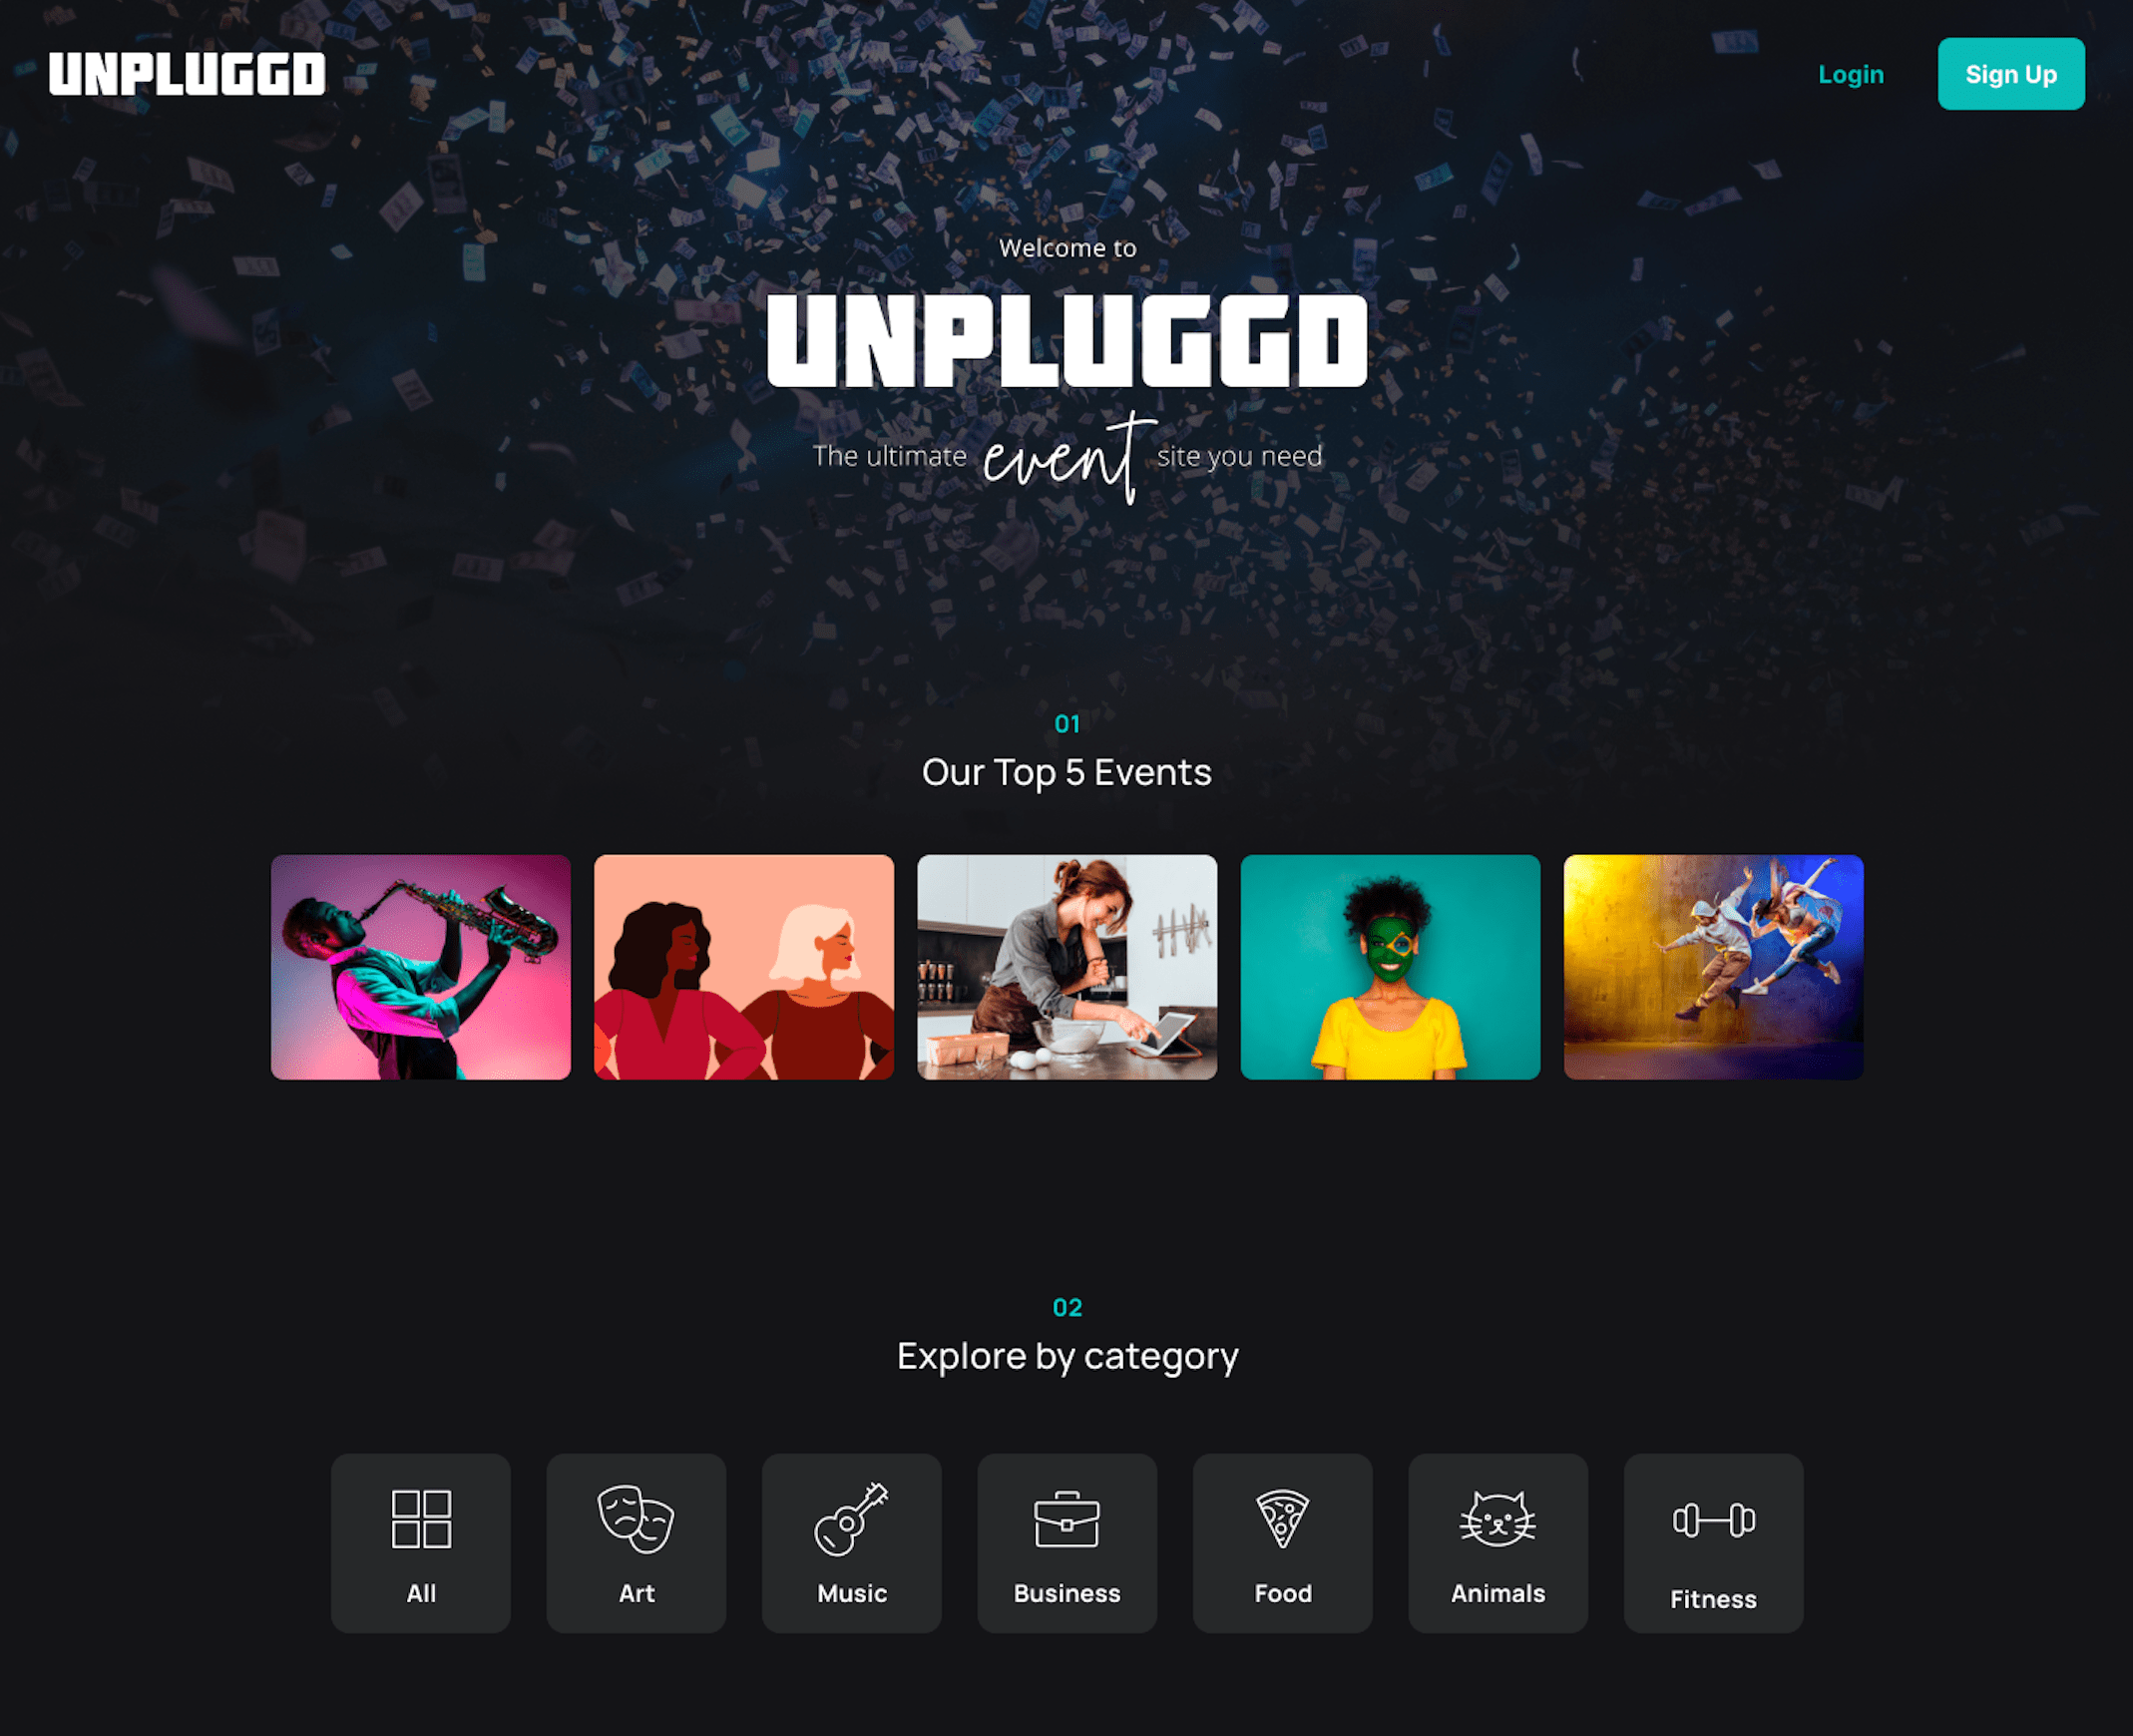 UNPLUGGD
Login
Sign Up
Welcome to
UNPLUGGD
The ultimate event site you need
01
Our Top 5 Events
02
Explore by category
All
Art
Music
Business
Food
Animals
Fitness